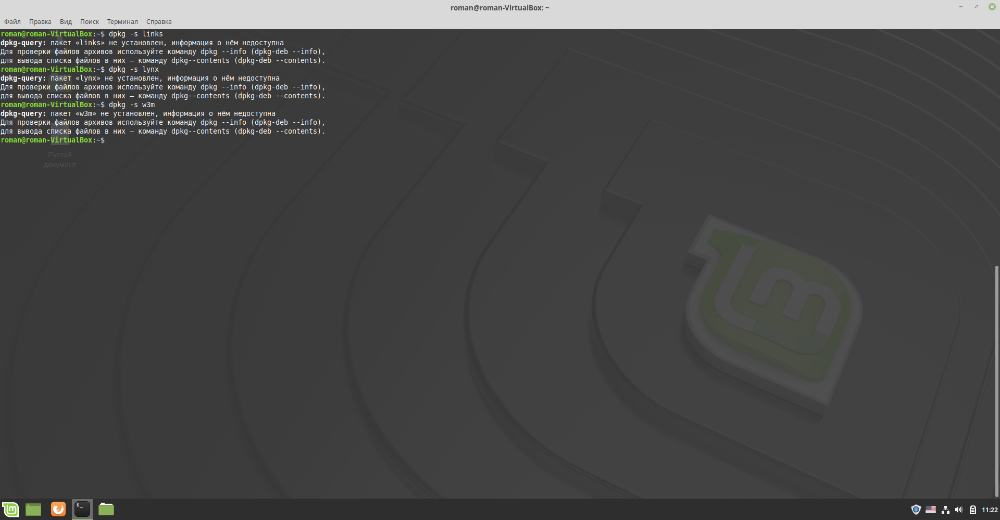 roman@roman-VirtualBox: ~
Файл Правка Вид Поиск Терминал Справка
roman@roman-VirtualBox:~$ dpkg -s links
dpkg-query: пакет «links» не установлен, информация о нём недоступна
Для проверки файлов архивов используйте команду dpkg --info (dpkg-deb --info),
для вывода списка файлов в них — команду dpkg--contents (dpkg-deb --contents).
roman@roman-VirtualBox:~$ dpkg -s lynx
dpkg-query: пакет «lynx» не установлен, информация о нём недоступна
Для проверки файлов архивов используйте команду dpkg --info (dpkg-deb --info),
для вывода списка файлов в них — команду dpkg--contents (dpkg-deb --contents).
roman@roman-VirtualBox:~$ dpkg -s w3m
dpkg-query: пакет «w3m» не установлен, информация о нём недоступна
Для проверки файлов архивов используйте команду dpkg --info (dpkg-deb --info),
для вывода списка файлов в них — команду dpkg--contents (dpkg-deb --contents).
roman@roman-VirtualBox:~$
Пустой
документ
$_
11:22